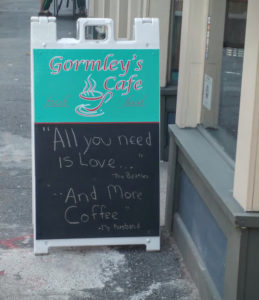 Gormley's
Cafe
"All you need
is Love..."
- The Beatles
"..And More
Coffee"
- My Husband